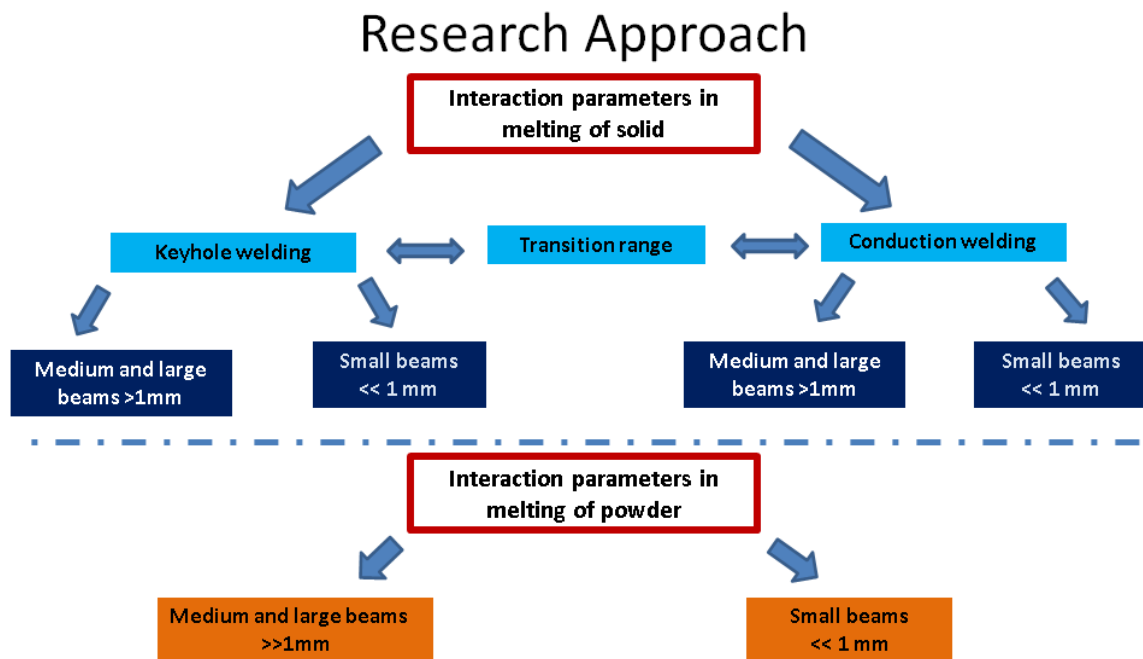 Research Approach
Interaction parameters in
melting of solid
Keyhole welding
Transition range
Conduction welding
Medium and large
beams >1mm
Small beams
<< 1 mm
Medium and large
beams >1mm
Small beams
<< 1 mm
Interaction parameters in
melting of powder
Medium and large beams
>>1mm
Small beams
<< 1 mm